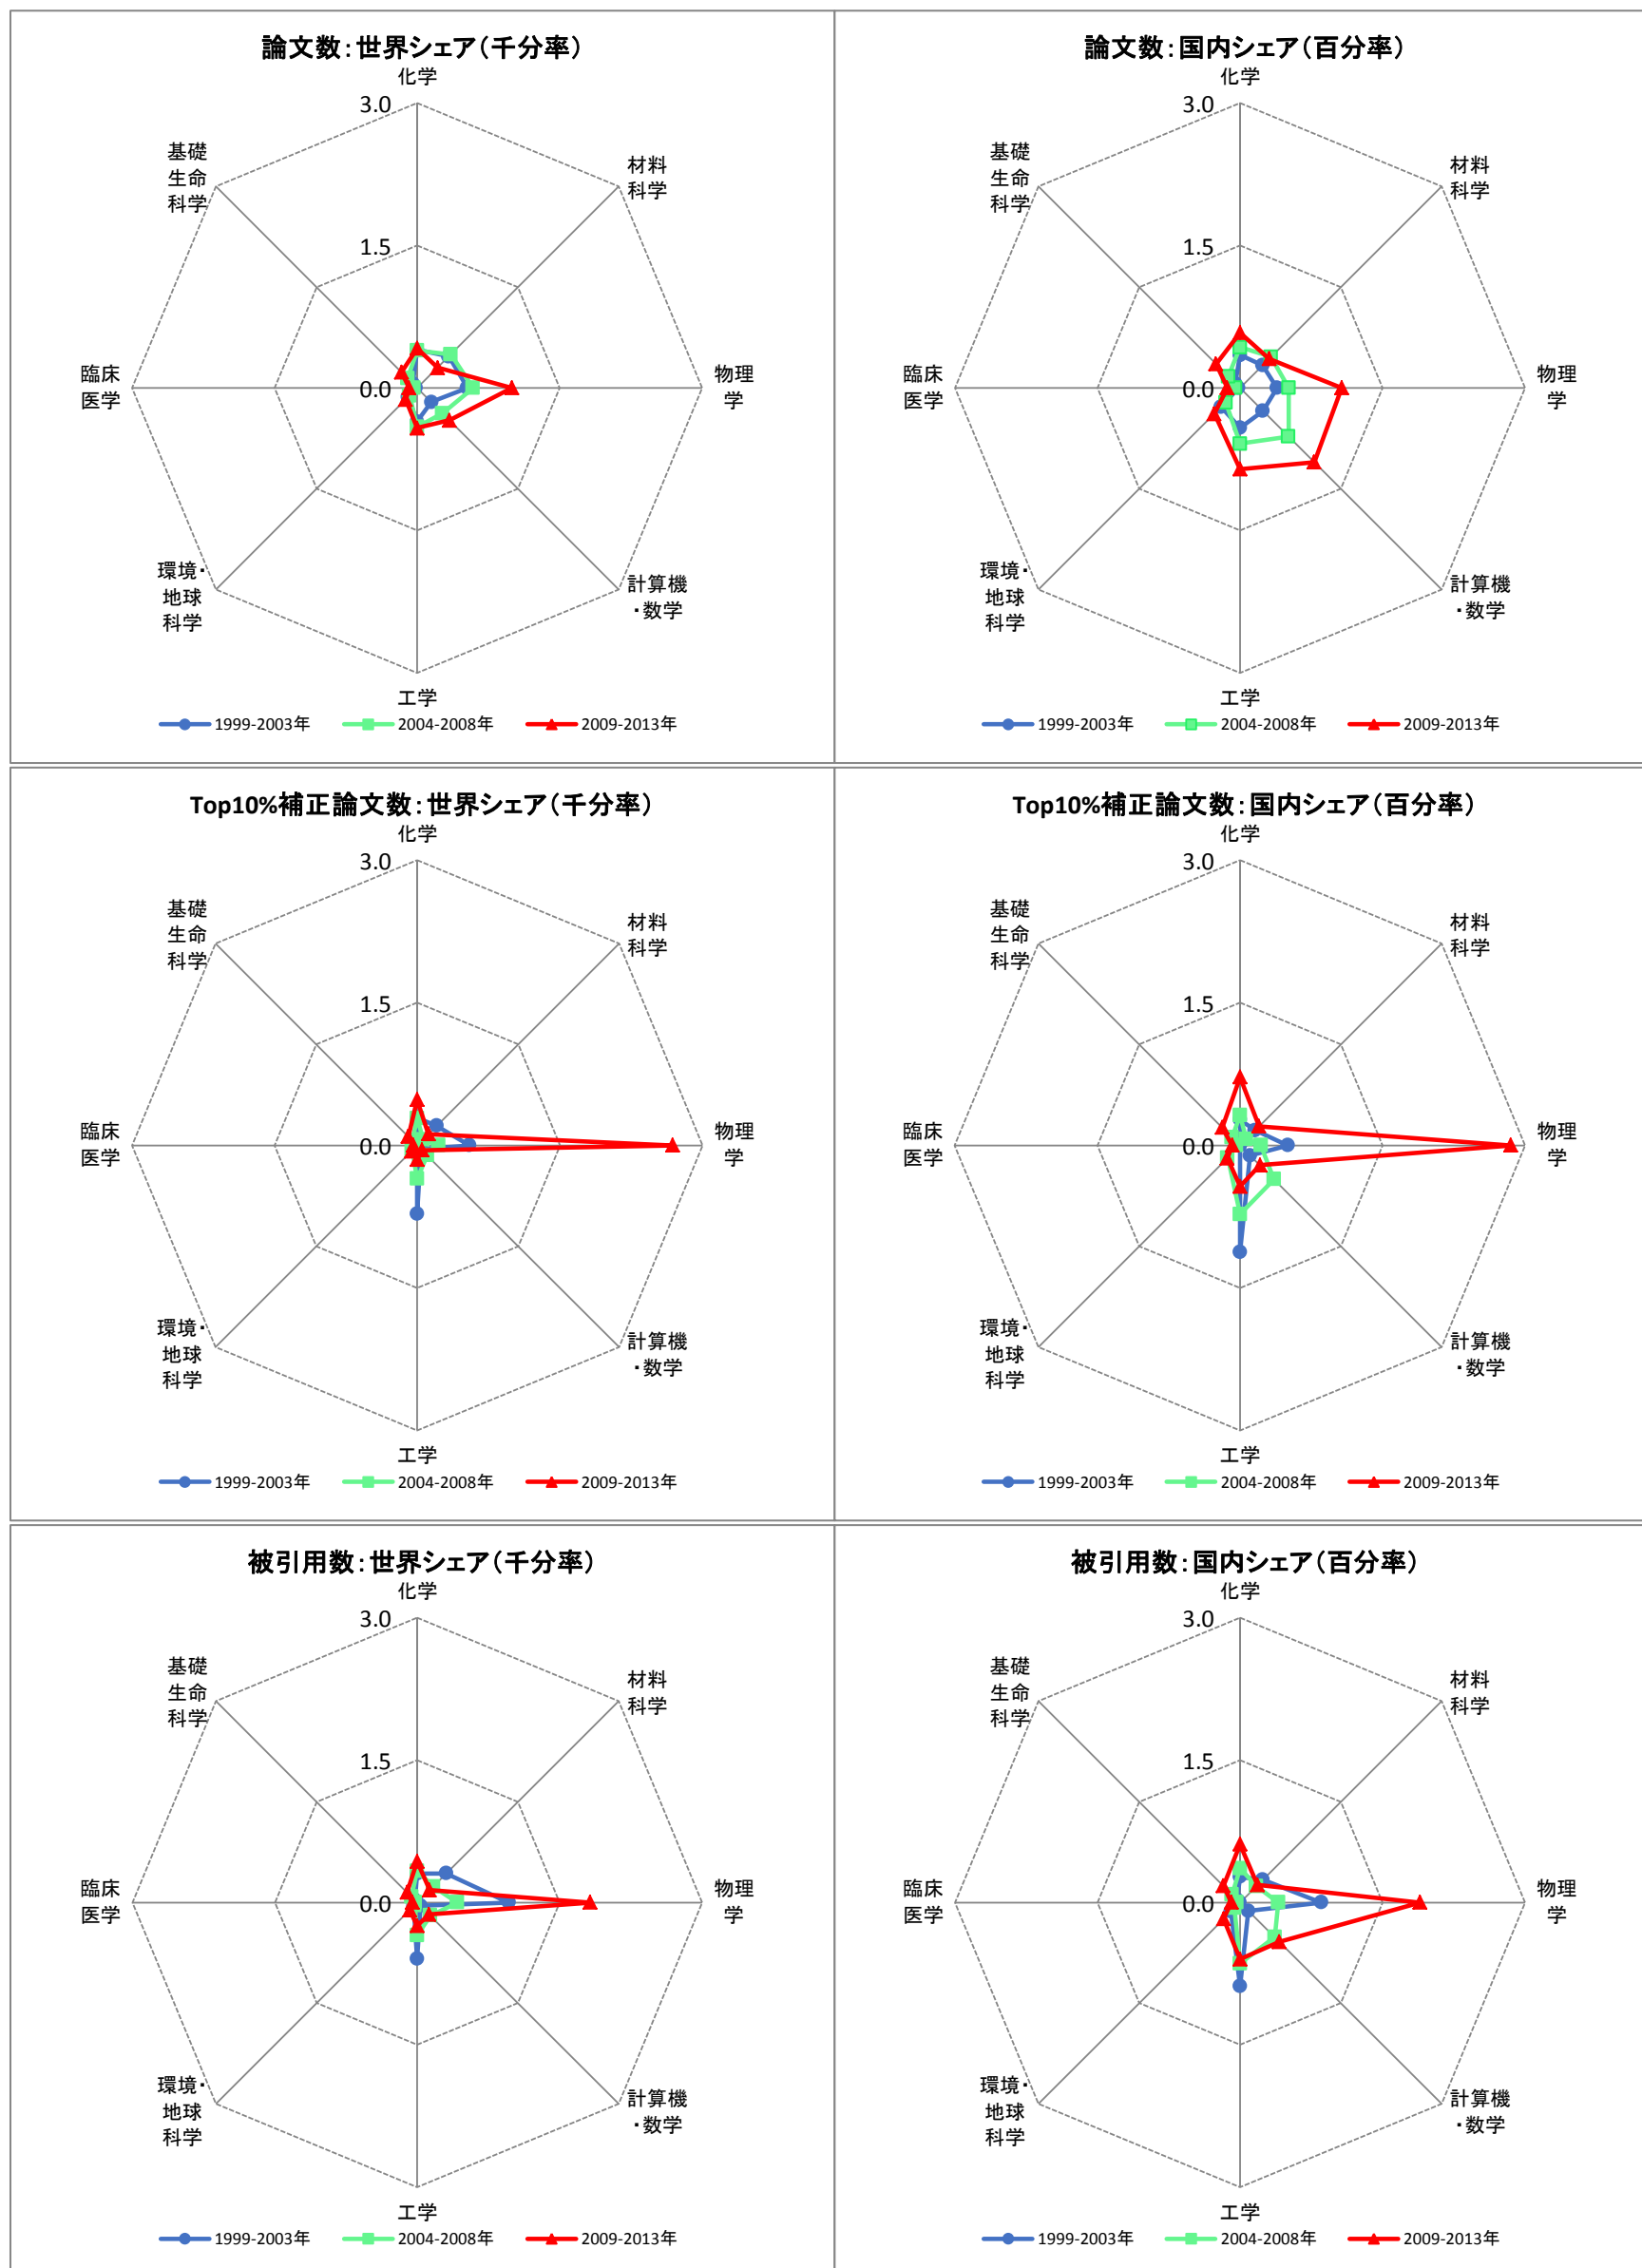 論文数：世界シェア（千分率）
化学
3.0
基礎
生命
科学
材料
科学
1.5
臨床
医学
0.0
物理
学
環境・
地球
科学
計算機
・数学
工学
1999-2003年 2004-2008年 2009-2013年
論文数：国内シェア（百分率）
化学
3.0
基礎
生命
科学
材料
科学
1.5
臨床
医学
0.0
物理
学
環境・
地球
科学
計算機
・数学
工学
1999-2003年 2004-2008年 2009-2013年
Top10%補正論文数：世界シェア（千分率）
化学
3.0
基礎
生命
科学
材料
科学
1.5
臨床
医学
0.0
物理
学
環境・
地球
科学
計算機
・数学
工学
1999-2003年 2004-2008年 2009-2013年
Top10%補正論文数：国内シェア（百分率）
化学
3.0
基礎
生命
科学
材料
科学
1.5
臨床
医学
0.0
物理
学
環境・
地球
科学
計算機
・数学
工学
1999-2003年 2004-2008年 2009-2013年
被引用数：世界シェア（千分率）
化学
3.0
基礎
生命
科学
材料
科学
1.5
臨床
医学
0.0
物理
学
環境・
地球
科学
計算機
・数学
工学
1999-2003年 2004-2008年 2009-2013年
被引用数：国内シェア（百分率）
化学
3.0
基礎
生命
科学
材料
科学
1.5
臨床
医学
0.0
物理
学
環境・
地球
科学
計算機
・数学
工学
1999-2003年 2004-2008年 2009-2013年